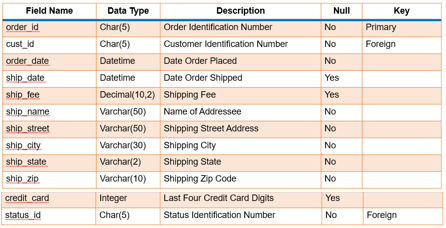 Field Name Data Type Description Null Key
order_id Char(5) Order Identification Number No Primary
cust_id Char(5) Customer Identification Number No Foreign
order_date Datetime Date Order Placed No
ship_date Datetime Date Order Shipped Yes
ship_fee Decimal(10,2) Shipping Fee Yes
ship_name Varchar(50) Name of Addressee No
ship_street Varchar(50) Shipping Street Address No
ship_city Varchar(30) Shipping City No
ship_state Varchar(2) Shipping State No
ship_zip Varchar(10) Shipping Zip Code No
credit_card Integer Last Four Credit Card Digits Yes
status_id Char(5) Status Identification Number No Foreign